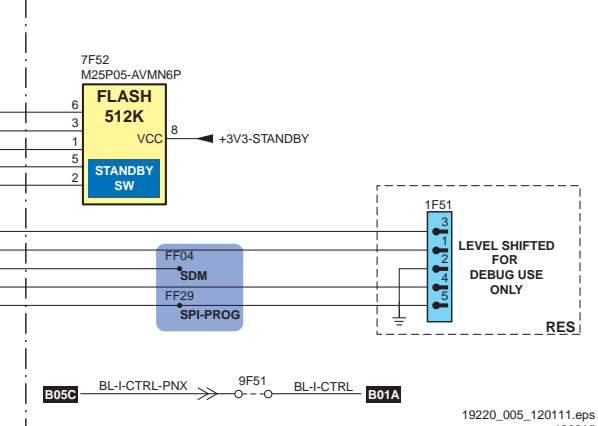 7F52
M25P05-AVMN6P
FLASH
512K
6
3
1
5
2
VCC
8
+3V3-STANDBY
STANDBY
SW
1F51
3
1
2
4
5
LEVEL SHIFTED
FOR
DEBUG USE
ONLY
RES
FF04
SDM
FF29
SPI-PROG
B05C
BL-I-CTRL-PNX
9F51
BL-I-CTRL
B01A
19220_005_120111.eps